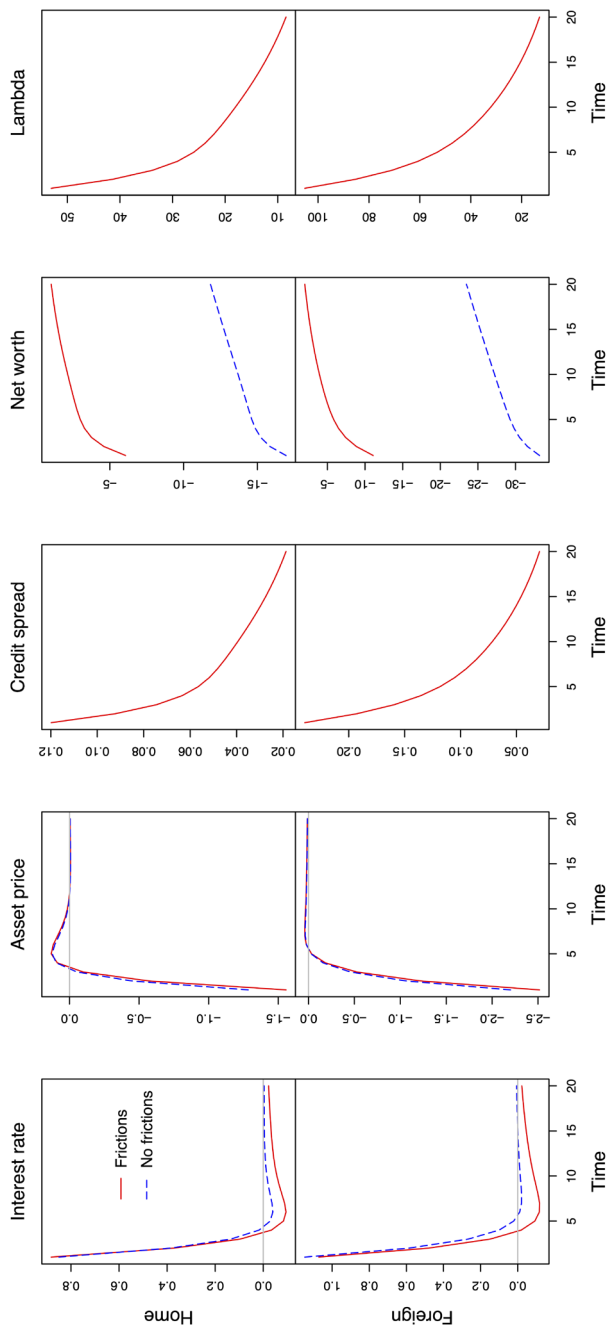 Interest rate
Asset price
Credit spread
Net worth
Lambda
Home
0.8
0.6
0.4
0.2
0.0
Frictions
No frictions
0.0
−0.5
−1.0
−1.5
0.12
0.10
0.08
0.06
0.04
0.02
−5
−10
−15
50
40
30
20
10
Foreign
1.0
0.8
0.6
0.4
0.2
0.0
0.0
−0.5
−1.0
−1.5
−2.0
−2.5
0.20
0.15
0.10
0.05
−5
−10
−15
−20
−25
−30
100
80
60
40
20
5 10 15 20
5 10 15 20
5 10 15 20
5 10 15 20
5 10 15 20
Time
Time
Time
Time
Time